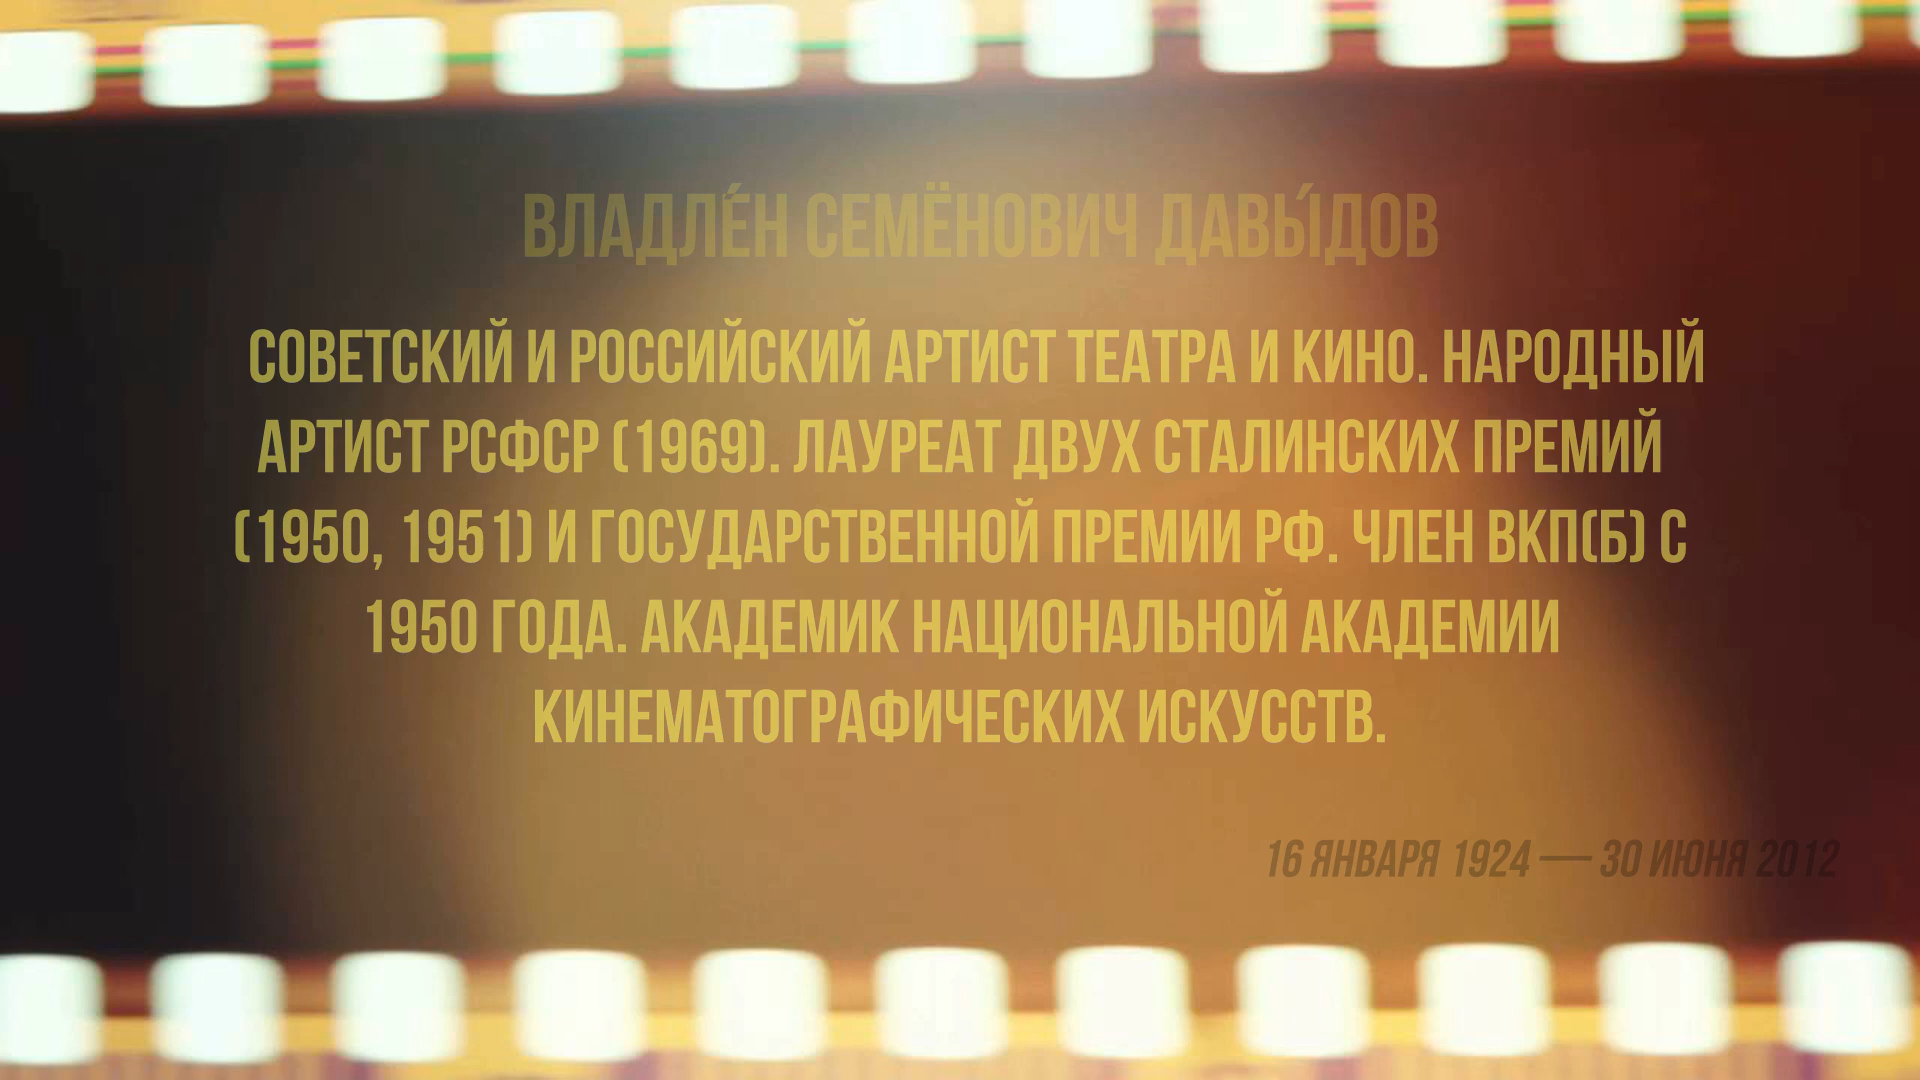 ВЛАДЛЕ́Н СЕМЁНОВИЧ ДАВЫ́ДОВ
СОВЕТСКИЙ И РОССИЙСКИЙ АРТИСТ ТЕАТРА И КИНО. НАРОДНЫЙ
АРТИСТ РСФСР (1969). ЛАУРЕАТ ДВУХ СТАЛИНСКИХ ПРЕМИЙ
(1950, 1951) И ГОСУДАРСТВЕННОЙ ПРЕМИИ РФ. ЧЛЕН ВКП(Б) С
1950 ГОДА. АКАДЕМИК НАЦИОНАЛЬНОЙ АКАДЕМИИ
КИНЕМАТОГРАФИЧЕСКИХ ИСКУССТВ.
16 ЯНВАРЯ 1924 — 30 ИЮНЯ 2012